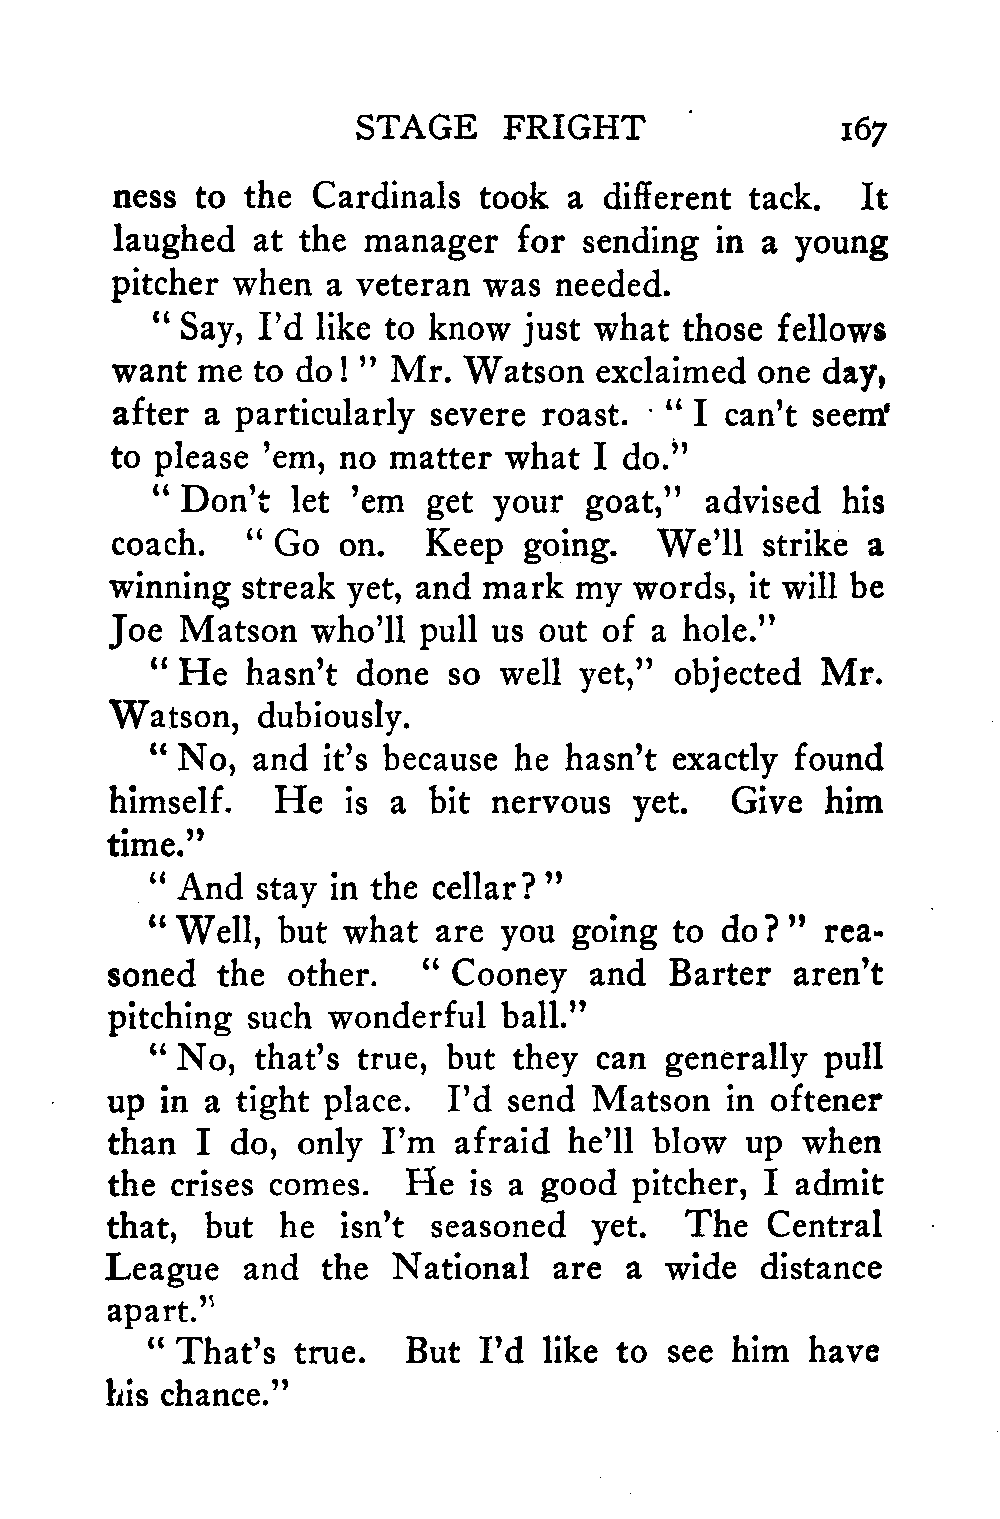 STAGE FRIGHT 167
ness to the Cardinals took a different tack. It
laughed at the manager for sending in a young
pitcher when a veteran was needed.
" Say, I'd like to know just what those fellows
want me to do! " Mr. Watson exclaimed one day,
after a particularly severe roast. " I can't seem
to please 'em, no matter what I do."
" Don't let 'em get your goat," advised his
coach. " Go on. Keep going. We'll strike a
winning streak yet, and mark my words, it will be
Joe Matson who'll pull us out of a hole."
" He hasn't done so well yet," objected Mr.
Watson, dubiously.
" No, and it's because he hasn't exactly found
himself. He is a bit nervous yet. Give him
time."
" And stay in the cellar? "
" Well, but what are you going to do? " rea-
soned the other. " Cooney and Barter aren't
pitching such wonderful ball."
" No, that's true, but they can generally pull
up in a tight place. I'd send Matson in oftener
than I do, only I'm afraid he'll blow up when
the crises comes. He is a good pitcher, I admit
that, but he isn't seasoned yet. The Central
League and the National are a wide distance
apart."
" That's true. But I'd like to see him have
his chance."